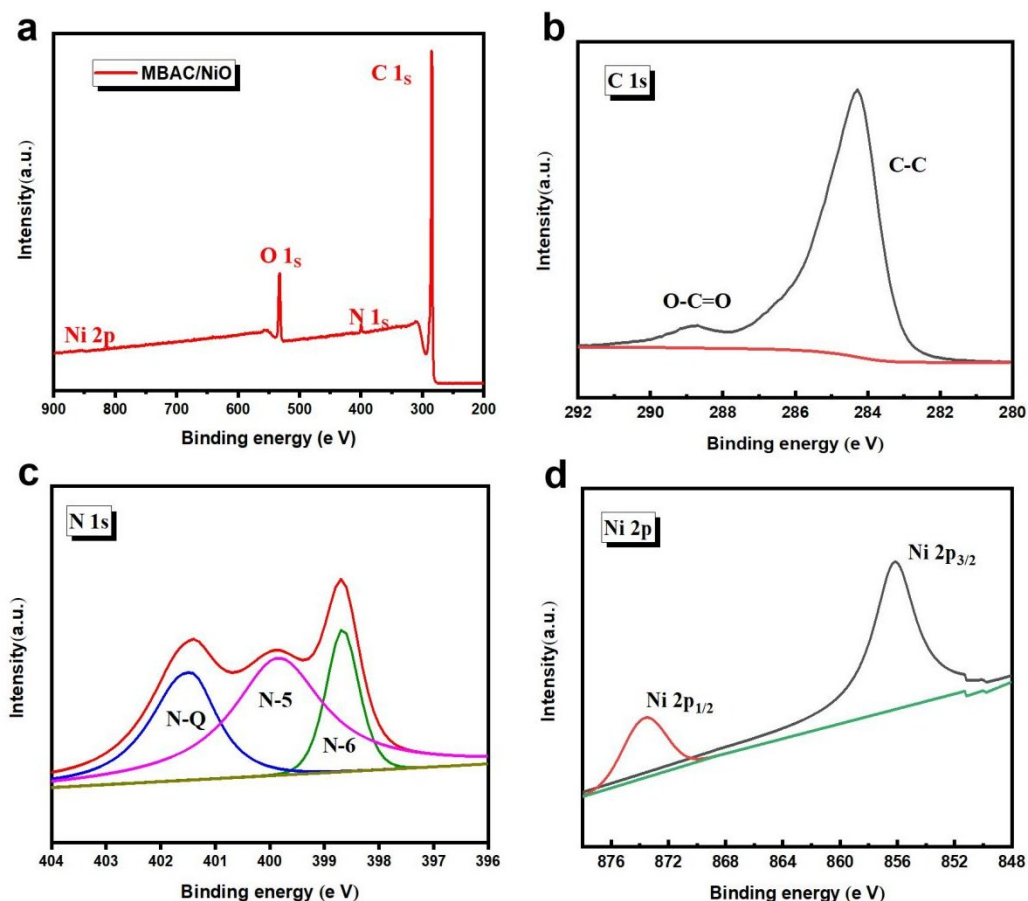 a
MBAC/NiO
C 1s
O 1s
N 1s
Ni 2p
Intensity(a.u.)
900 800 700 600 500 400 300 200
Binding energy (e V)
b
C 1s
C-C
O-C=O
Intensity(a.u.)
292 290 288 286 284 282 280
Binding energy (e V)
c
N 1s
N-Q
N-5
N-6
Intensity(a.u.)
404 403 402 401 400 399 398 397 396
Binding energy (e V)
d
Ni 2p
Ni 2p3/2
Ni 2p1/2
Intensity(a.u.)
876 872 868 864 860 856 852 848
Binding energy (e V)